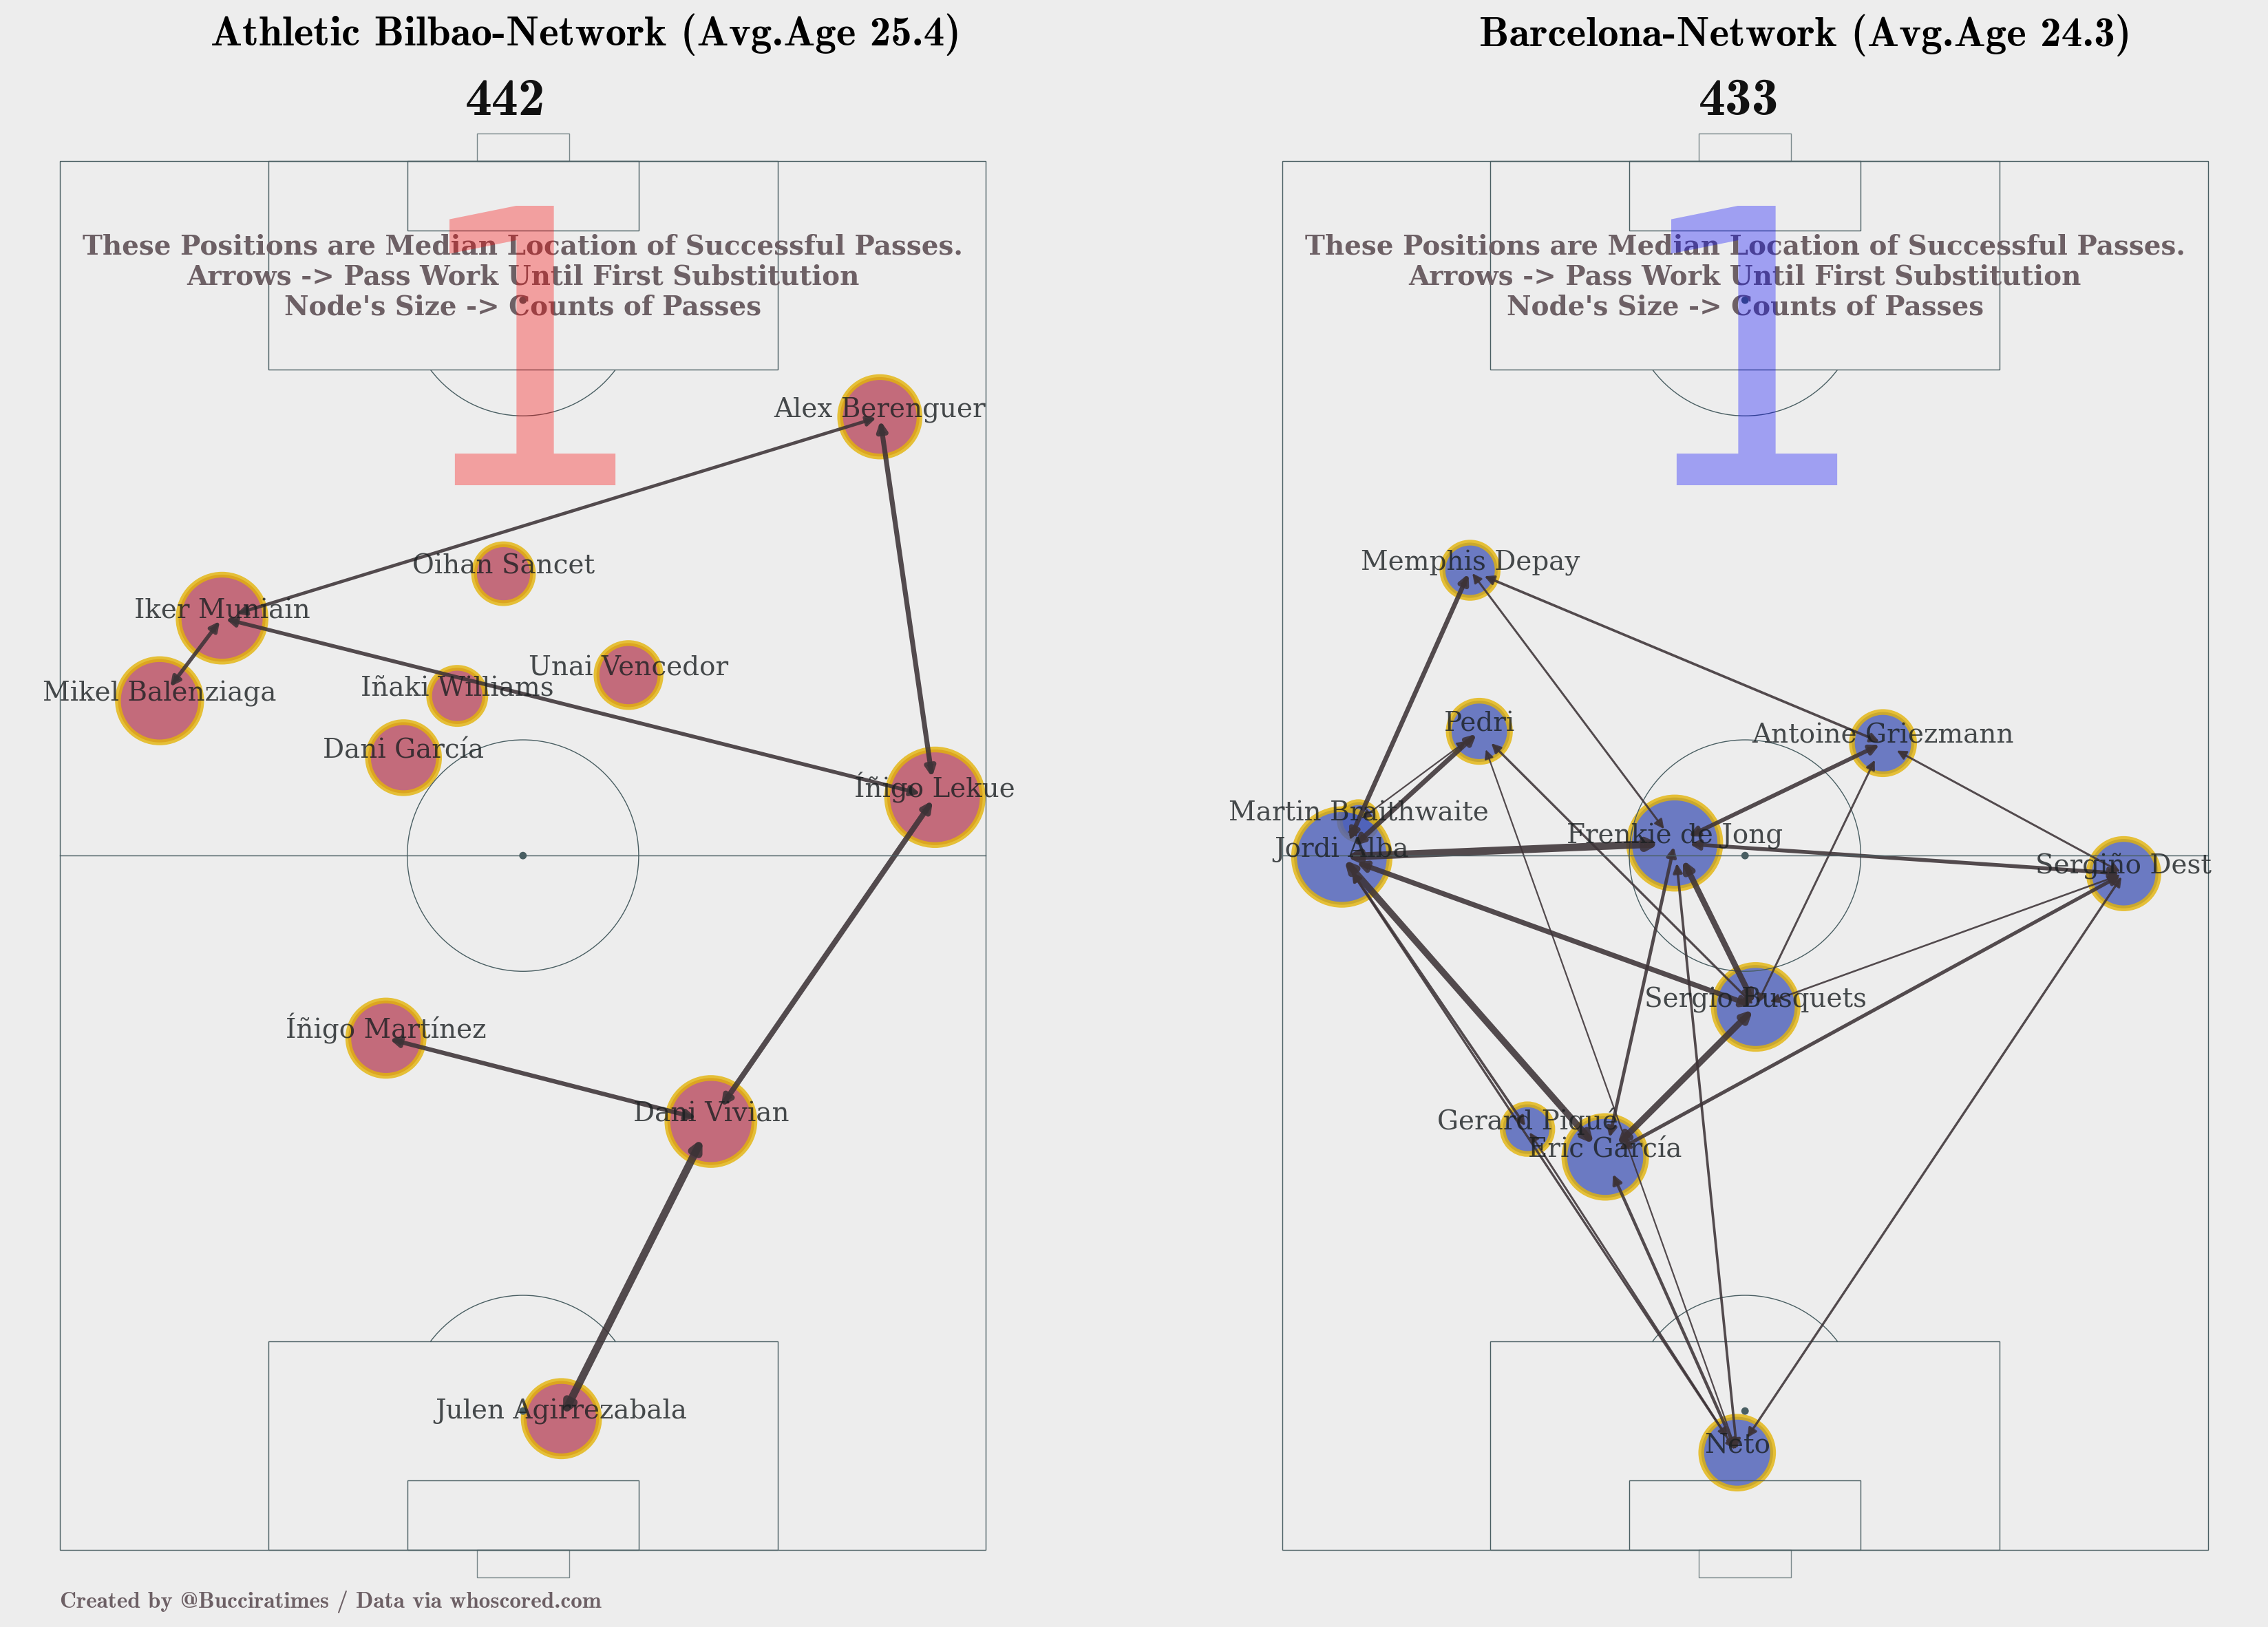 Athletic Bilbao-Network (Avg.Age 25.4)
442
1
These Positions are Median Location of Successful Passes.
Arrows -> Pass Work Until First Substitution
Node's Size -> Counts of Passes
Alex Berenguer
Oihan Sancet
Iker Muniain
Unai Vencedor
Iñaki Williams
Mikel Balenziaga
Dani García
Íñigo Lekue
Íñigo Martínez
Dani Vivian
Julen Agirrezabala
Created by @Bucciratimes / Data via whoscored.com
Barcelona-Network (Avg.Age 24.3)
433
1
These Positions are Median Location of Successful Passes.
Arrows -> Pass Work Until First Substitution
Node's Size -> Counts of Passes
Memphis Depay
Pedri
Antoine Griezmann
Martin Braithwaite
Frenkie de Jong
Jordi Alba
Sergiño Dest
Sergio Busquets
Gerard Piqué
Eric García
Neto